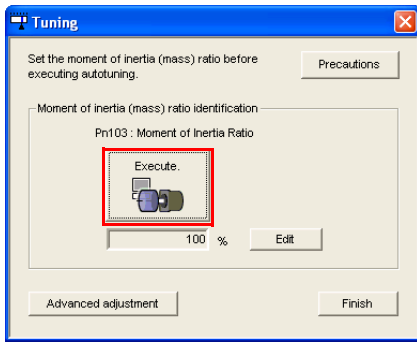 Tuning
Set the moment of inertia (mass) ratio before
executing autotuning.
Precautions
Moment of inertia (mass) ratio identification
Pn103 : Moment of Inertia Ratio
Execute.
100 %
Edit
Advanced adjustment
Finish